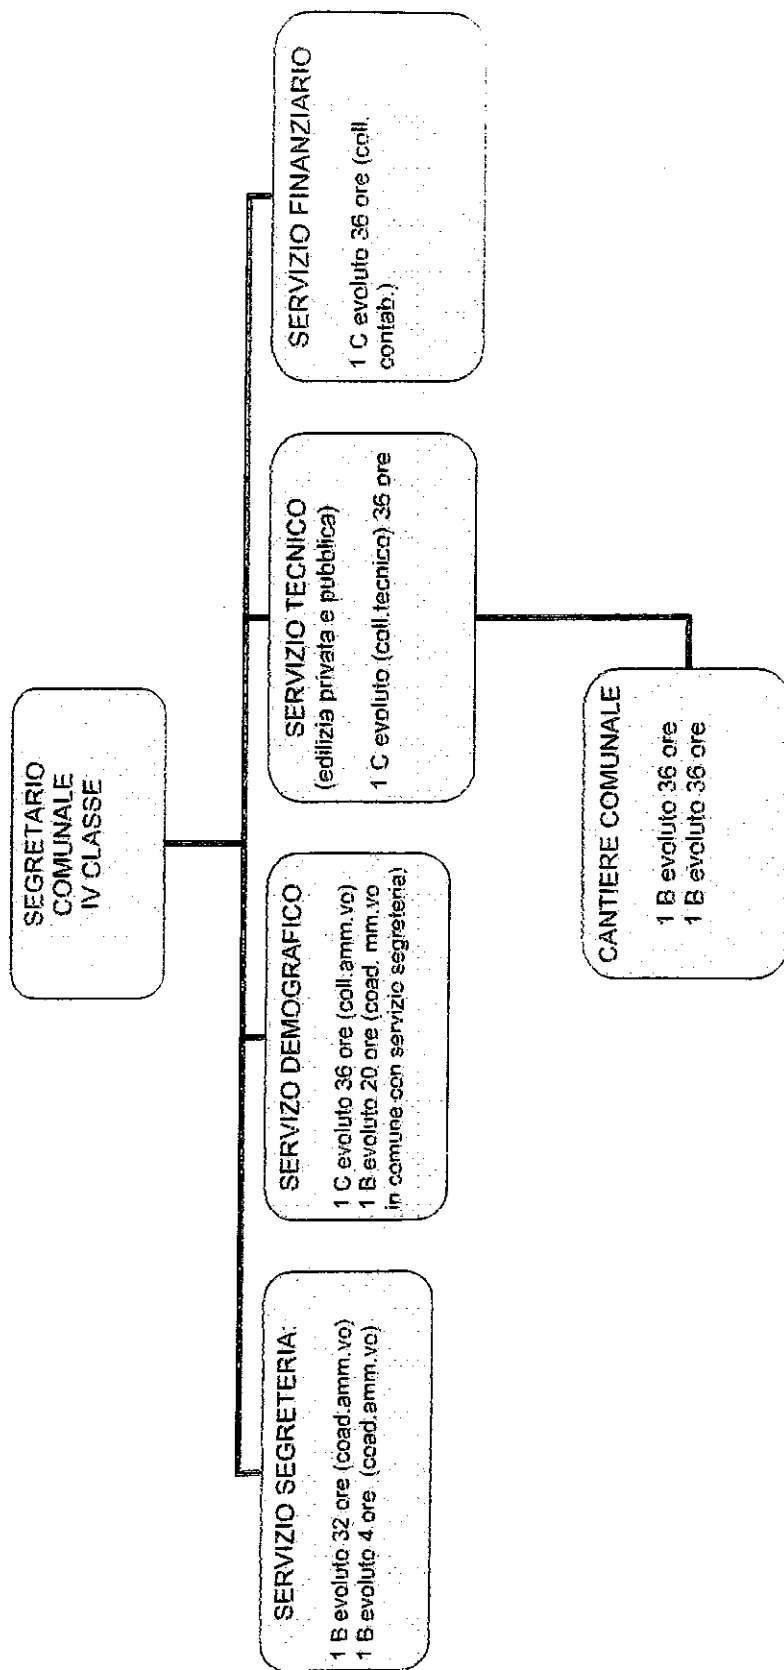 SEGRETARIO
COMUNALE
IV CLASSE
SERVIZIO SEGRETERIA:
1 B evoluto 32 ore (coad.amm.vo)
1 B evoluto 4 ore (coad.amm.vo)
SERVIZO DEMOGRAFICO
1 C evoluto 36 ore (coll.amm.vo)
1 B evoluto 20 ore (coad. mm.vo
in comune con servizio segreteria)
SERVIZIO TECNICO
(edilizia privata e pubblica)
1 C evoluto (coll.tecnico) 36 ore
SERVIZIO FINANZIARIO
1 C evoluto 36 ore (coll.
contab.)
CANTIERE COMUNALE
1 B evoluto 36 ore
1 B evoluto 36 ore